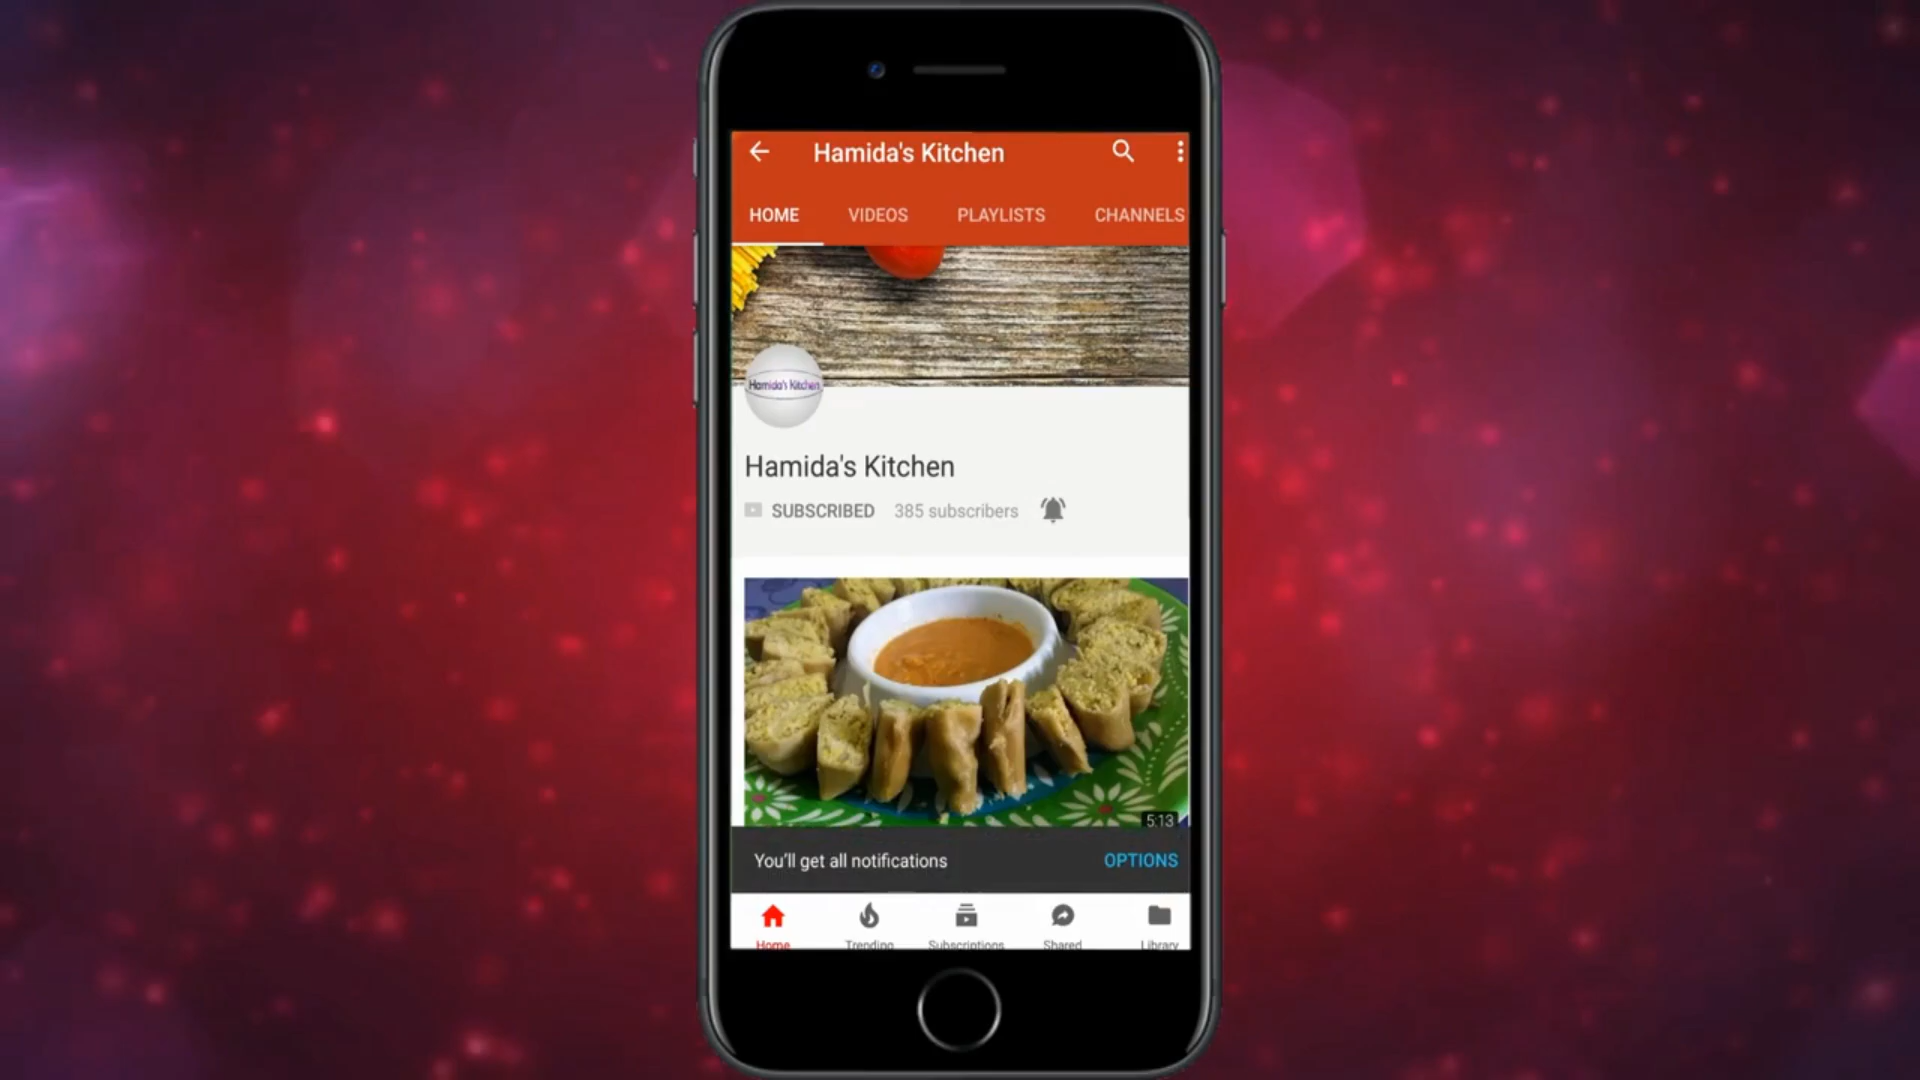 Hamida's Kitchen
HOME VIDEOS PLAYLISTS CHANNELS
Hamida's Kitchen
Hamida's Kitchen
SUBSCRIBED 385 subscribers
5:13
You'll get all notifications OPTIONS
Home Trending Subscriptions Shared Library